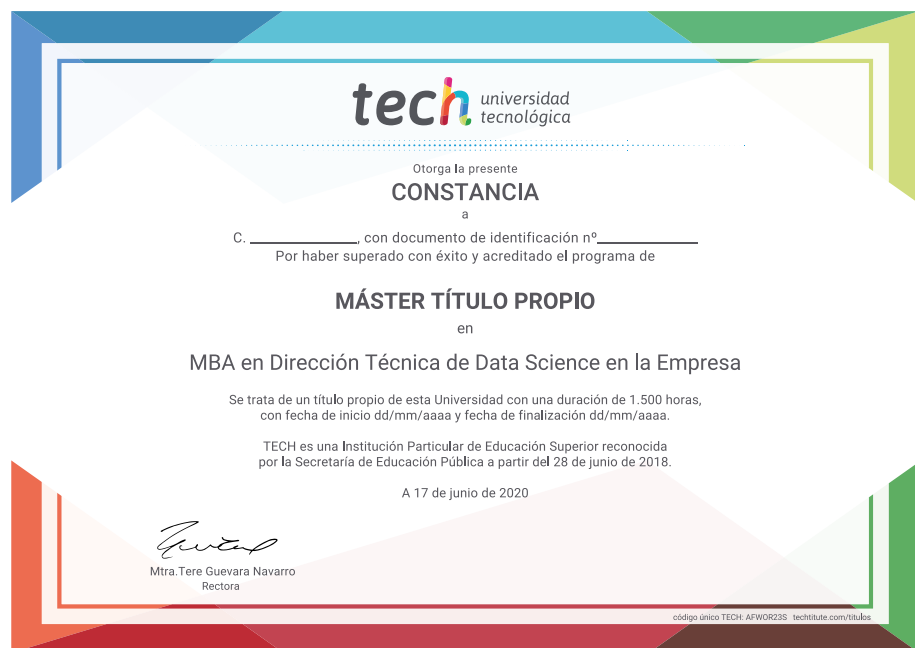 tech universidad
tecnológica
Otorga la presente
CONSTANCIA
a
C. ____________, con documento de identificación nº____________
Por haber superado con éxito y acreditado el programa de
MÁSTER TÍTULO PROPIO
en
MBA en Dirección Técnica de Data Science en la Empresa
Se trata de un título propio de esta Universidad con una duración de 1.500 horas,
con fecha de inicio dd/mm/aaaa y fecha de finalización dd/mm/aaaa.
TECH es una Institución Particular de Educación Superior reconocida
por la Secretaría de Educación Pública a partir del 28 de junio de 2018.
A 17 de junio de 2020
Mtra.Tere Guevara Navarro
Rectora
código único TECH: AFWOR23S techtitute.com/titulos